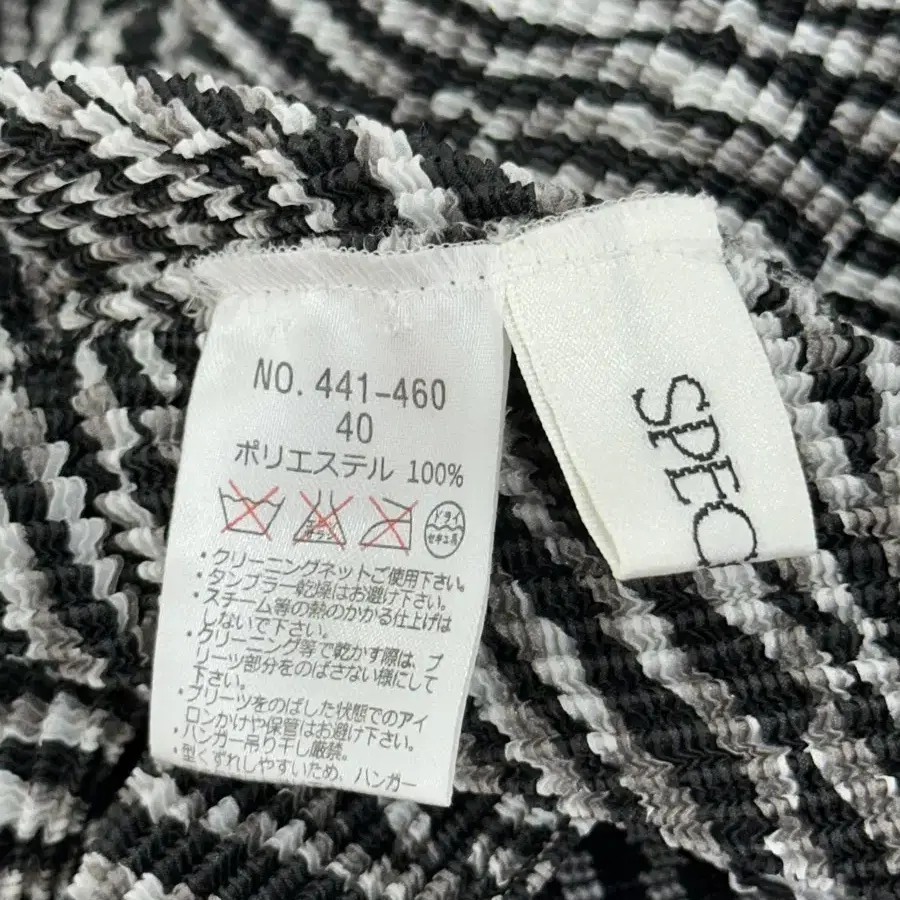 NO. 441-460
40
ポリエステル 100%
エンソサラシ
ドライ
セキユ系
・クリーニングネットご使用下さい。
・タンブラー乾燥はお避け下さい。
・スチーム等の熱のかかる仕上げは
しないで下さい。
・クリーニング等で乾かす際は、プ
リーツ部分をのばさない様にして
下さい。
・プリーツをのばした状態でのアイ
ロンかけや保管はお避け下さい。
・ハンガー吊り干し厳禁。
・型くずれしやすいため、ハンガー
SPEC